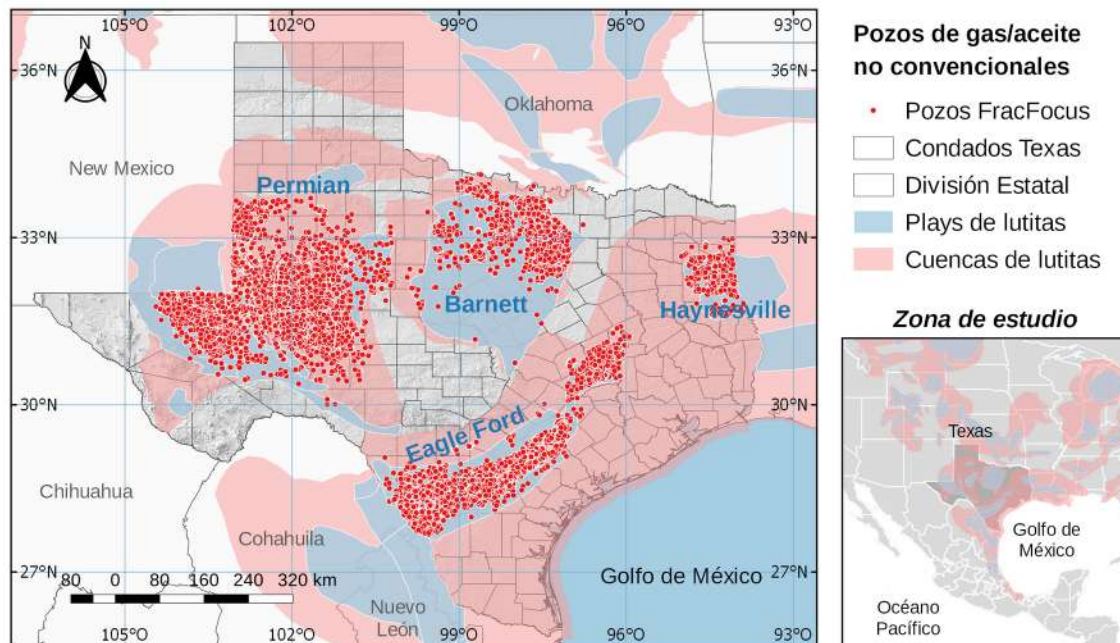 105°O
102°O
99°O
96°O
93°O
36°N
36°N
N
Oklahoma
New Mexico
Permian
33°N
33°N
Barnett
Haynesville
30°N
30°N
Eagle Ford
Chihuahua
Cohahuila
27°N
27°N
80 0 80 160 240 320 km
Golfo de México
Nuevo
León
105°O
102°O
99°O
96°O
93°O
Pozos de gas/aceite
no convencionales
Pozos FracFocus
Condados Texas
División Estatal
Plays de lutitas
Cuencas de lutitas
Zona de estudio
Texas
Golfo de
México
Océano
Pacífico